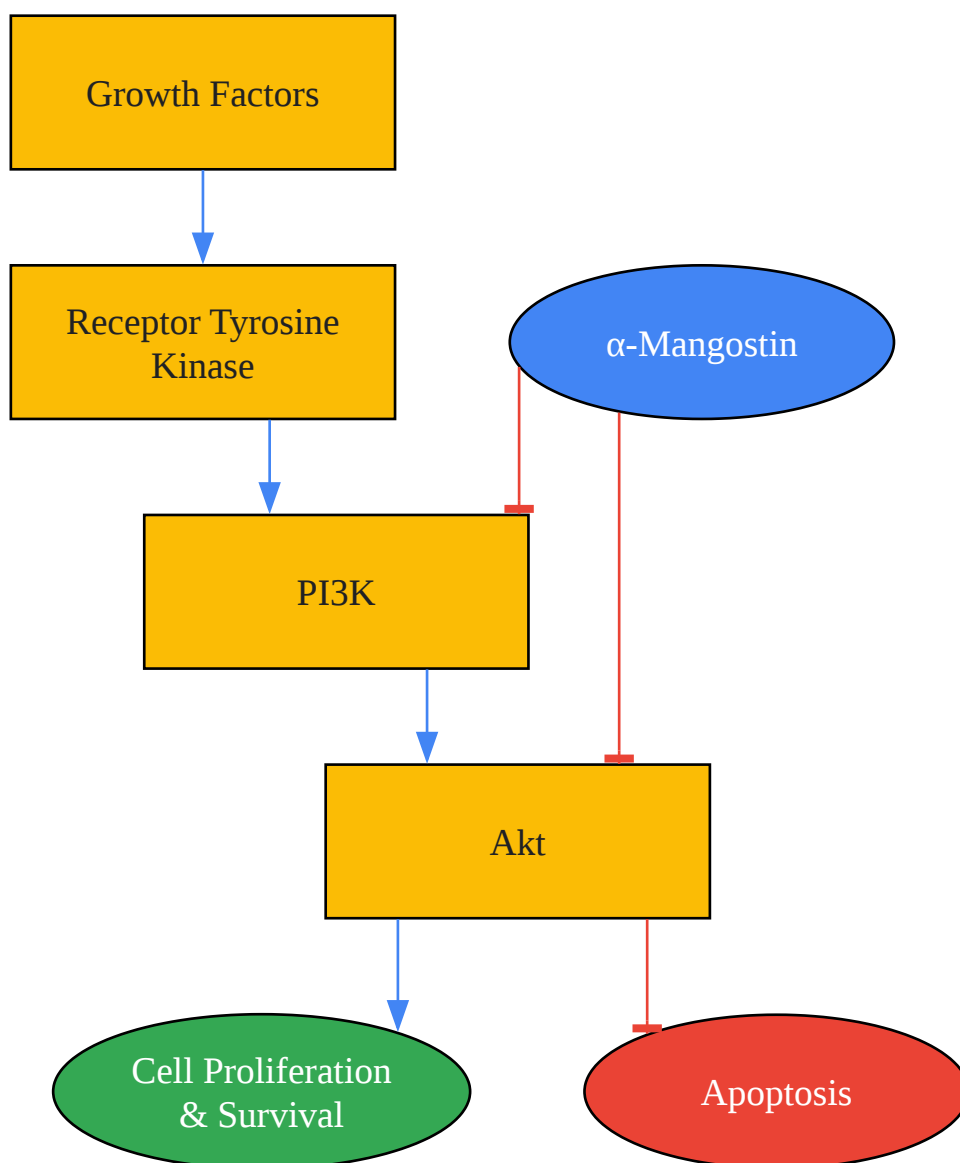 Growth Factors
Receptor Tyrosine
Kinase
α-Mangostin
PI3K
Akt
Cell Proliferation
& Survival
Apoptosis